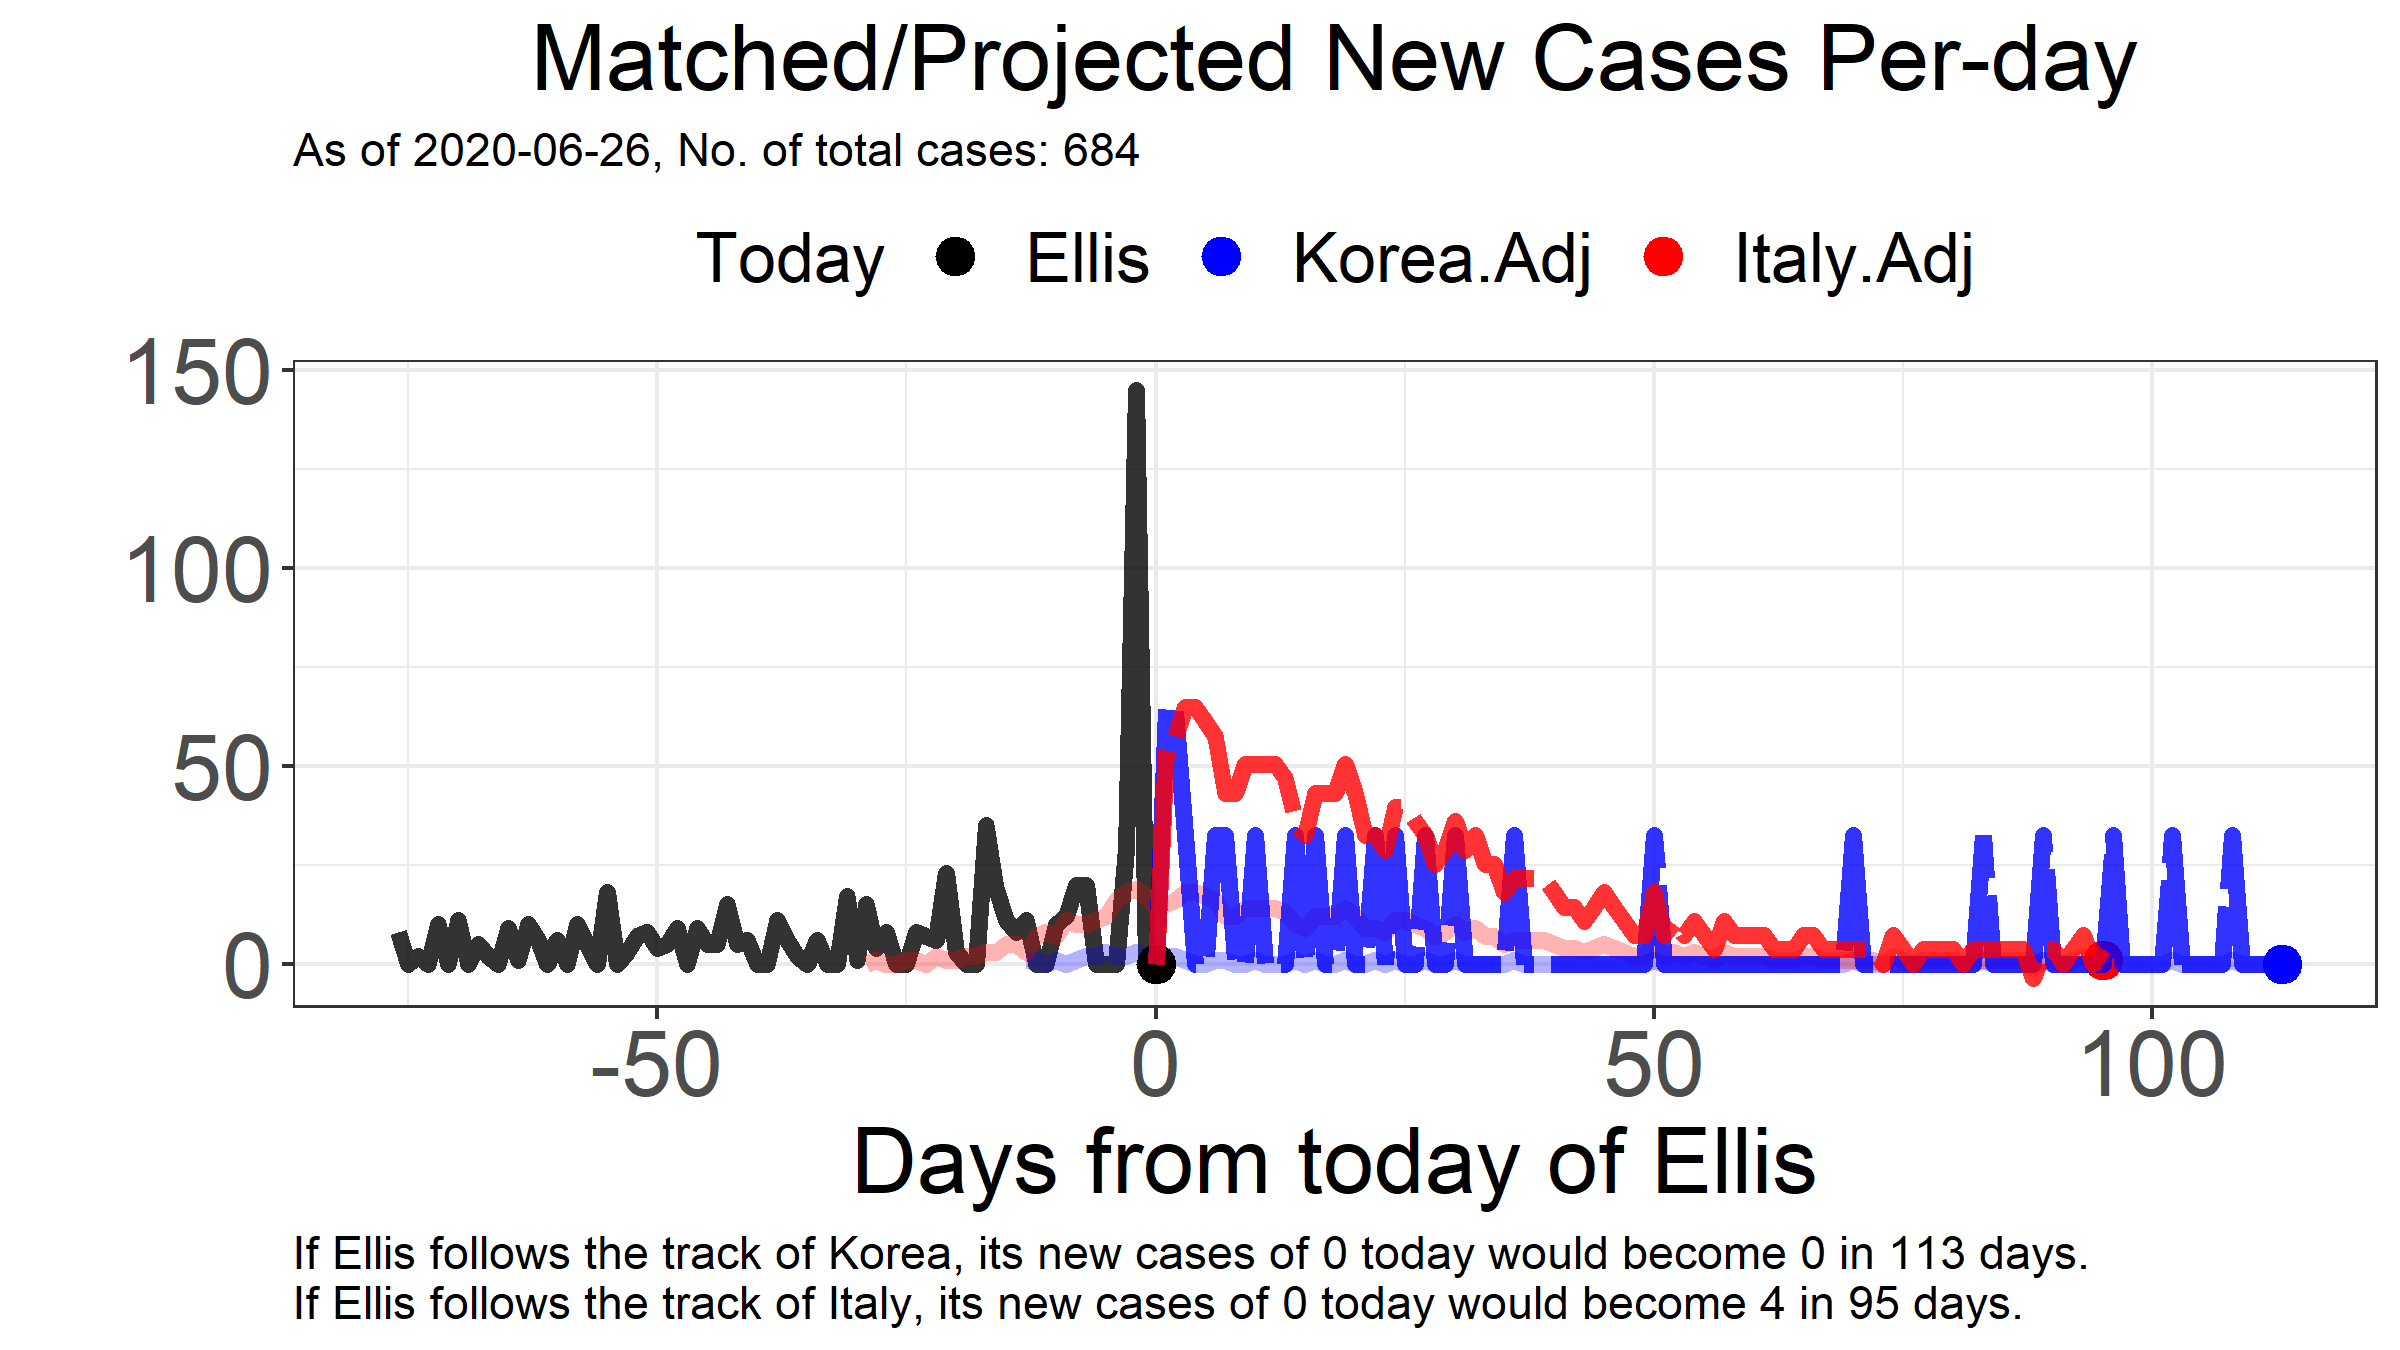 Matched/Projected New Cases Per-day
As of 2020-06-26, No. of total cases: 684
Today Ellis Korea.Adj Italy.Adj
150
100
50
0
-50 0 50 100
Days from today of Ellis
If Ellis follows the track of Korea, its new cases of 0 today would become 0 in 113 days.
If Ellis follows the track of Italy, its new cases of 0 today would become 4 in 95 days.